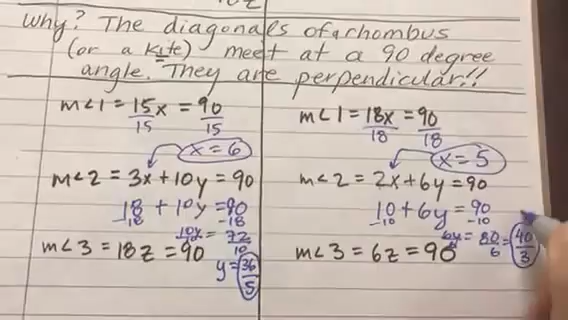 Why? The diagonals of a rhombus
(or a kite) meet at a 90 degree
angle. They are perpendicular!!
m<1 = 15x = 90
15 15
x = 6
m<2 = 3x + 10y = 90
18 + 10y = 90
-18 -18
10y = 72
10
m<3 = 18z = 90
y = 36/5
m<1 = 18x = 90
18 18
x = 5
m<2 = 2x + 6y = 90
10 + 6y = 90
-10 -10
6y = 80/6 = 40/3
m<3 = 6z = 90